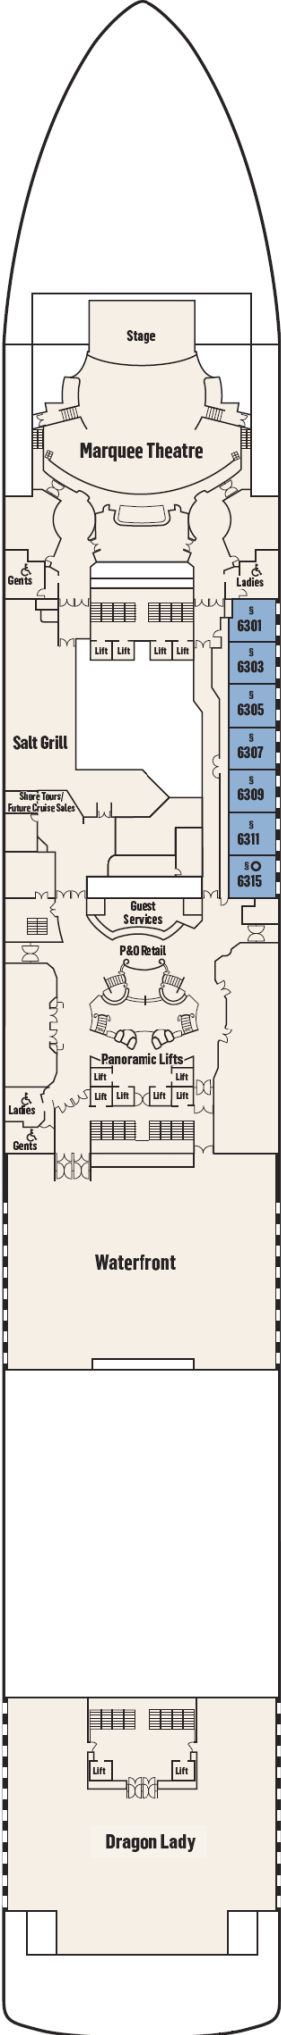 Stage
Marquee Theatre
Gents
Ladies
§
6301
Lift Lift Lift Lift
§
6303
§
6305
Salt Grill
§
6307
§
6309
Shore Tours/
Future Cruise Sales
§
6311
§
6315
Guest
Services
P&O Retail
Panoramic Lifts
Lift Lift
Lift Lift Lift Lift
Ladies
Gents
Waterfront
Lift Lift
Dragon Lady